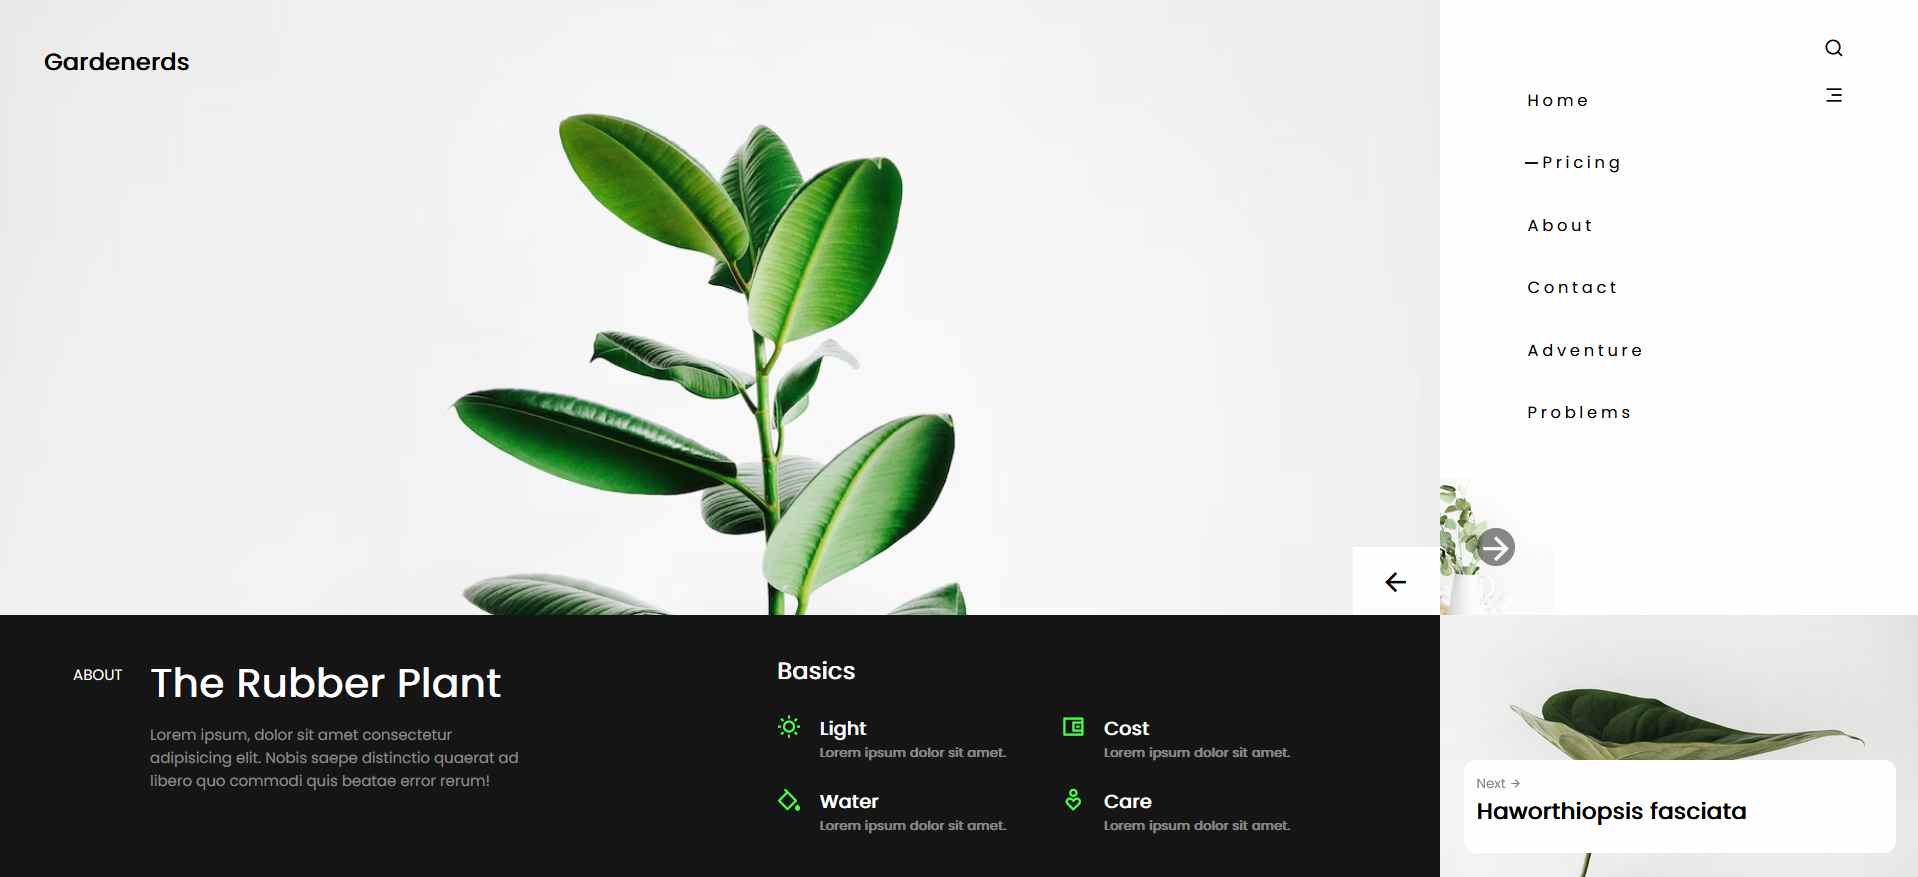 Gardenerds
Home
Pricing
About
Contact
Adventure
Problems
ABOUT
The Rubber Plant
Lorem ipsum, dolor sit amet consectetur
adipisicing elit. Nobis saepe distinctio quaerat ad
libero quo commodi quis beatae error rerum!
Basics
Light
Lorem ipsum dolor sit amet.
Cost
Lorem ipsum dolor sit amet.
Water
Lorem ipsum dolor sit amet.
Care
Lorem ipsum dolor sit amet.
Next →
Haworthiopsis fasciata